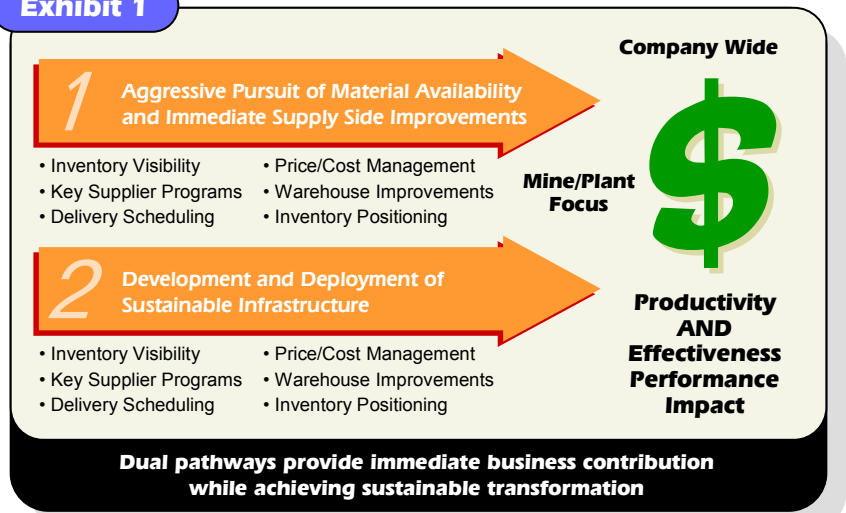 Exhibit 1
Company Wide
1
Aggressive Pursuit of Material Availability
and Immediate Supply Side Improvements
• Inventory Visibility
• Key Supplier Programs
• Delivery Scheduling
• Price/Cost Management
• Warehouse Improvements
• Inventory Positioning
Mine/Plant
Focus
$
2
Development and Deployment of
Sustainable Infrastructure
• Inventory Visibility
• Key Supplier Programs
• Delivery Scheduling
• Price/Cost Management
• Warehouse Improvements
• Inventory Positioning
Productivity
AND
Effectiveness
Performance
Impact
Dual pathways provide immediate business contribution
while achieving sustainable transformation